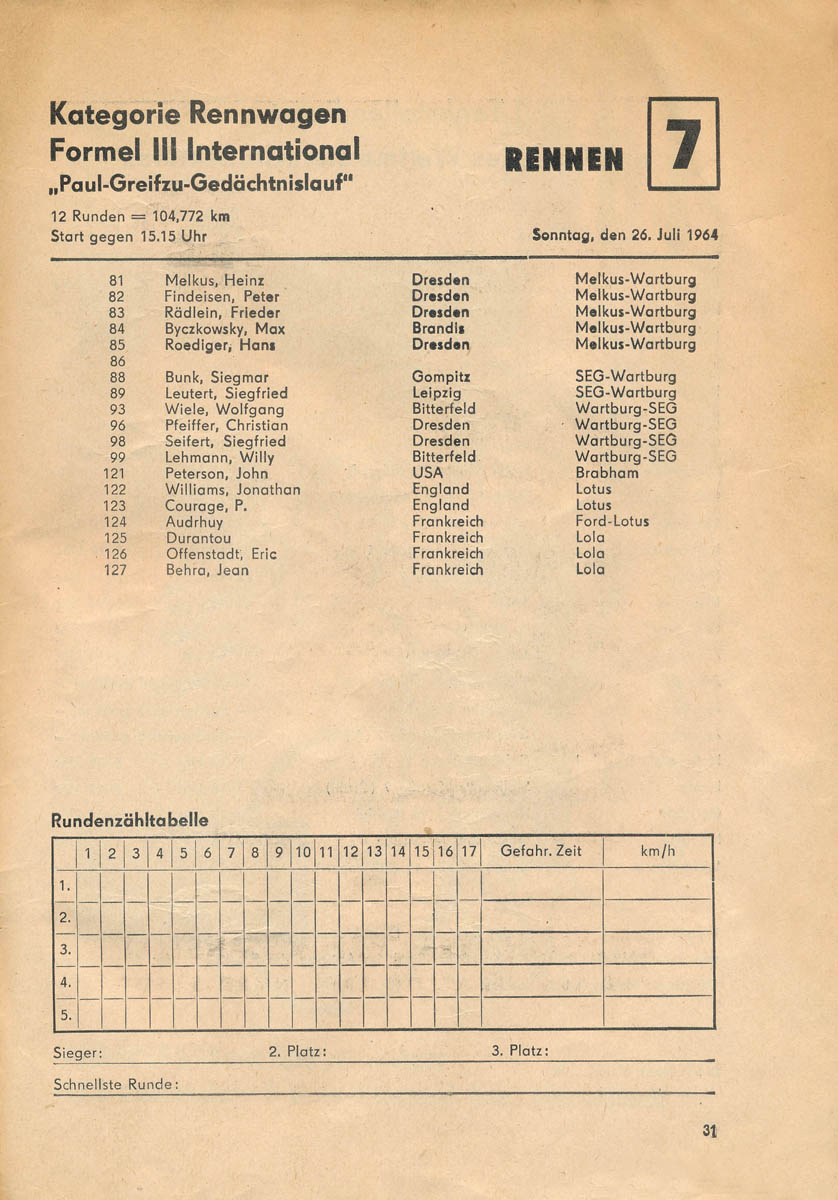 Kategorie Rennwagen
Formel III International
„Paul-Greifzu-Gedächtnislauf"
RENNEN 7
12 Runden = 104,772 km
Start gegen 15.15 Uhr
Sonntag, den 26. Juli 1964
81 Melkus, Heinz Dresden Melkus-Wartburg
82 Findeisen, Peter Dresden Melkus-Wartburg
83 Rädlein, Frieder Dresden Melkus-Wartburg
84 Byczkowsky, Max Brandis Melkus-Wartburg
85 Roediger, Hans Dresden Melkus-Wartburg
86
88 Bunk, Siegmar Gompitz SEG-Wartburg
89 Leutert, Siegfried Leipzig SEG-Wartburg
93 Wiele, Wolfgang Bitterfeld Wartburg-SEG
96 Pfeiffer, Christian Dresden Wartburg-SEG
98 Seifert, Siegfried Dresden Wartburg-SEG
99 Lehmann, Willy Bitterfeld Wartburg-SEG
121 Peterson, John USA Brabham
122 Williams, Jonathan England Lotus
123 Courage, P. England Lotus
124 Audrhuy Frankreich Ford-Lotus
125 Durantou Frankreich Lola
126 Offenstadt, Eric Frankreich Lola
127 Behra, Jean Frankreich Lola
Rundenzähltabelle
1 2 3 4 5 6 7 8 9 10 11 12 13 14 15 16 17 Gefahr. Zeit km/h
1.
2.
3.
4.
5.
Sieger: 2. Platz: 3. Platz:
Schnellste Runde:
31